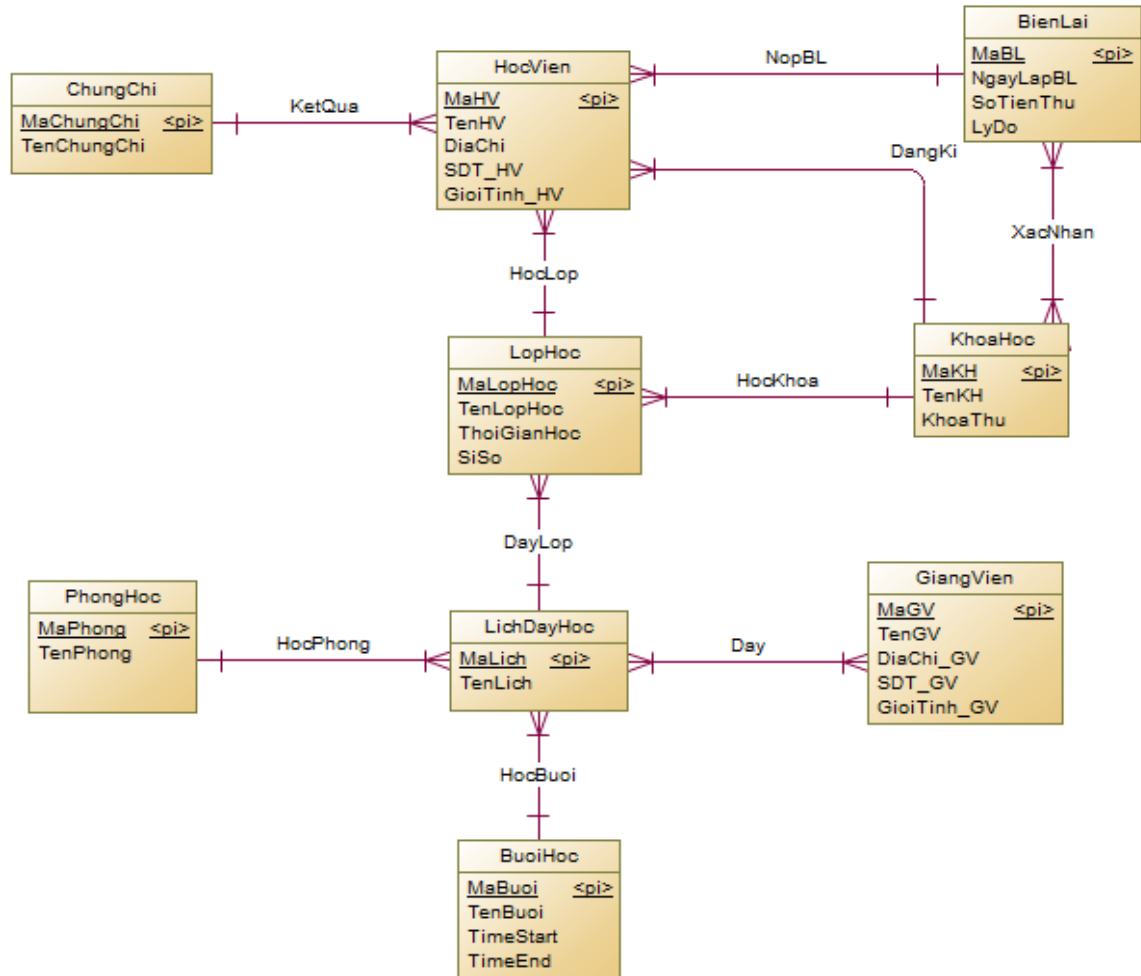 BienLai
MaBL <pi>
NgayLapBL
SoTienThu
LyDo
NopBL
HocVien
MaHV <pi>
TenHV
DiaChi
SDT_HV
GioiTinh_HV
ChungChi
MaChungChi <pi>
TenChungChi
KetQua
DangKi
XacNhan
HocLop
KhoaHoc
MaKH <pi>
TenKH
KhoaThu
LopHoc
MaLopHoc <pi>
TenLopHoc
ThoiGianHoc
SiSo
HocKhoa
DayLop
GiangVien
MaGV <pi>
TenGV
DiaChi_GV
SDT_GV
GioiTinh_GV
PhongHoc
MaPhong <pi>
TenPhong
HocPhong
LichDayHoc
MaLich <pi>
TenLich
Day
HocBuoi
BuoiHoc
MaBuoi <pi>
TenBuoi
TimeStart
TimeEnd